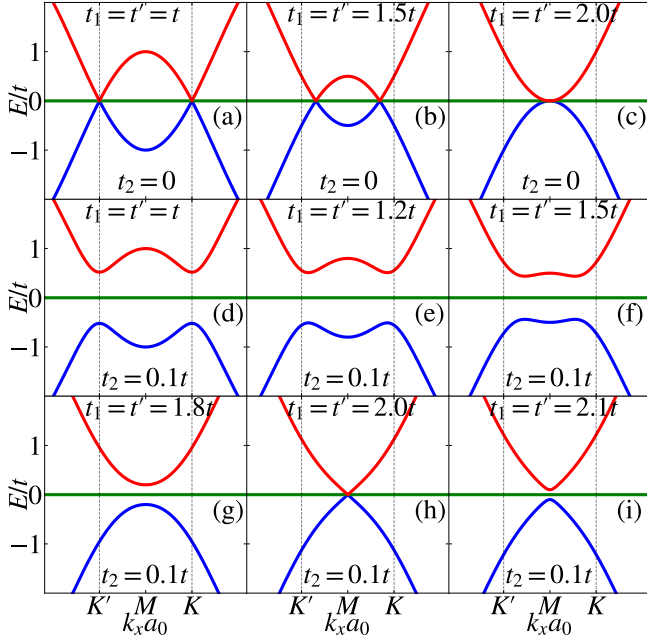 t₁ = t′ = t
t₁ = t′ = 1.5t
t₁ = t′ = 2.0t
1
0
−1
E/t
(a)
(b)
(c)
t₂ = 0
t₂ = 0
t₂ = 0
t₁ = t′ = t
t₁ = t′ = 1.2t
t₁ = t′ = 1.5t
1
0
−1
E/t
(d)
(e)
(f)
t₂ = 0.1t
t₂ = 0.1t
t₂ = 0.1t
t₁ = t′ = 1.8t
t₁ = t′ = 2.0t
t₁ = t′ = 2.1t
1
0
−1
E/t
(g)
(h)
(i)
t₂ = 0.1t
t₂ = 0.1t
t₂ = 0.1t
K′ M K
K′ M K
K′ M K
kₓa₀
kₓa₀
kₓa₀